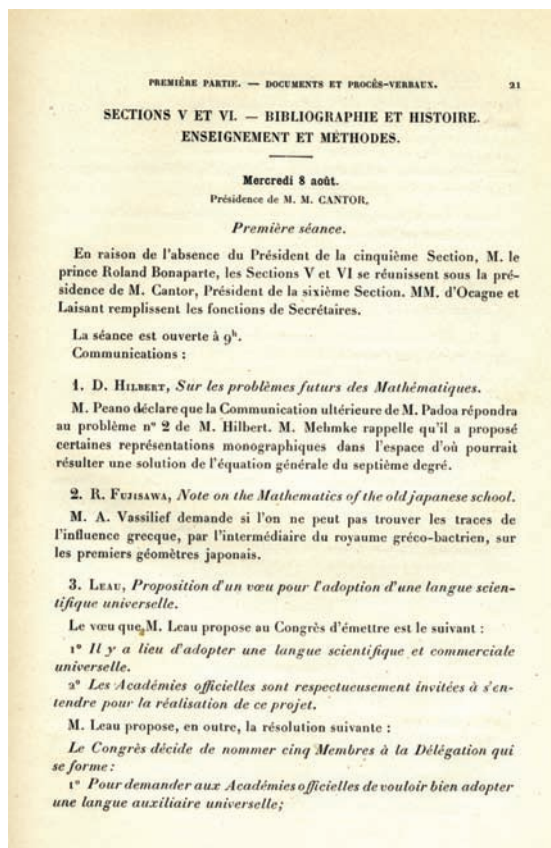 PREMIÈRE PARTIE. — DOCUMENTS ET PROCÈS-VERBAUX. 21
SECTIONS V ET VI. — BIBLIOGRAPHIE ET HISTOIRE.
ENSEIGNEMENT ET MÉTHODES.
Mercredi 8 août.
Présidence de M. M. CANTOR.
Première séance.
En raison de l'absence du Président de la cinquième Section, M. le
prince Roland Bonaparte, les Sections V et VI se réunissent sous la pré-
sidence de M. Cantor, Président de la sixième Section. MM. d'Ocagne et
Laisant remplissent les fonctions de Secrétaires.
La séance est ouverte à 9h.
Communications :
1. D. HILBERT, Sur les problèmes futurs des Mathématiques.
M. Peano déclare que la Communication ultérieure de M. Padoa répondra
au problème n° 2 de M. Hilbert. M. Mehmke rappelle qu'il a proposé
certaines représentations monographiques dans l'espace d'où pourrait
résulter une solution de l'équation générale du septième degré.
2. R. FUJISAWA, Note on the Mathematics of the old japanese school.
M. A. Vassilief demande si l'on ne peut pas trouver les traces de
l'influence grecque, par l'intermédiaire du royaume gréco-bactrien, sur
les premiers géomètres japonais.
3. LEAU, Proposition d'un vœu pour l'adoption d'une langue scien-
tifique universelle.
Le vœu que M. Leau propose au Congrès d'émettre est le suivant :
1° Il y a lieu d'adopter une langue scientifique et commerciale
universelle.
2° Les Académies officielles sont respectueusement invitées à s'en-
tendre pour la réalisation de ce projet.
M. Leau propose, en outre, la résolution suivante :
Le Congrès décide de nommer cinq Membres à la Délégation qui
se forme :
1° Pour demander aux Académies officielles de vouloir bien adopter
une langue auxiliaire universelle;